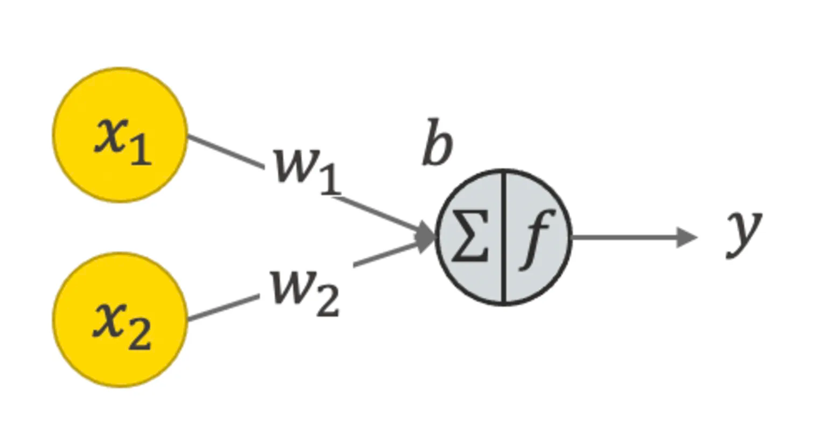 x₁
w₁
b
Σ f
y
w₂
x₂